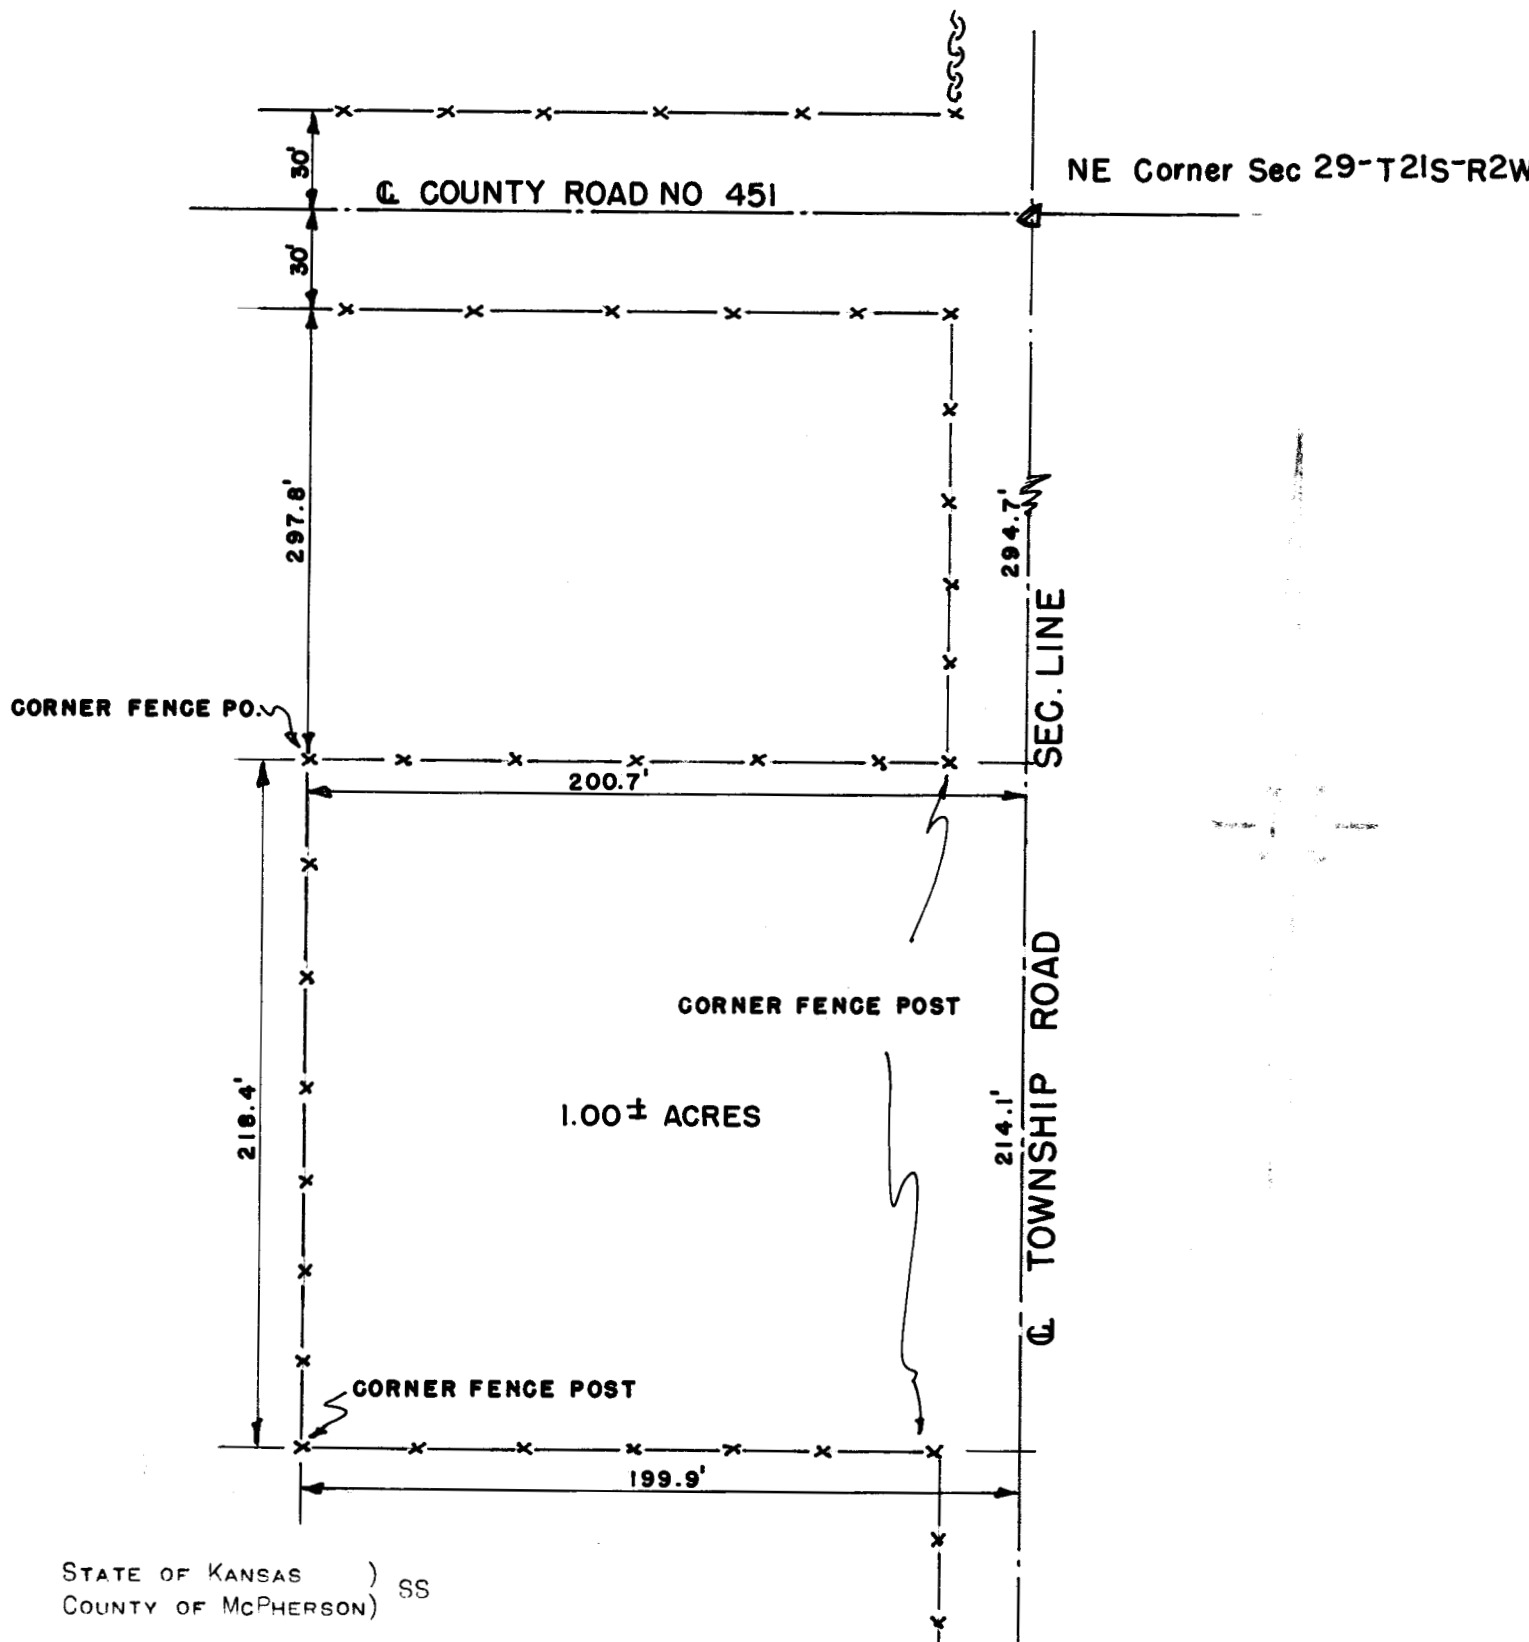 30'
NE Corner Sec 29-T21S-R2W
℄ COUNTY ROAD NO 451
30'
297.8'
294.7'
SEC. LINE
CORNER FENCE PO.
200.7'
CORNER FENCE POST
218.4'
1.00± ACRES
214.1'
℄ TOWNSHIP ROAD
CORNER FENCE POST
199.9'
STATE OF KANSAS )
COUNTY OF MCPHERSON) SS